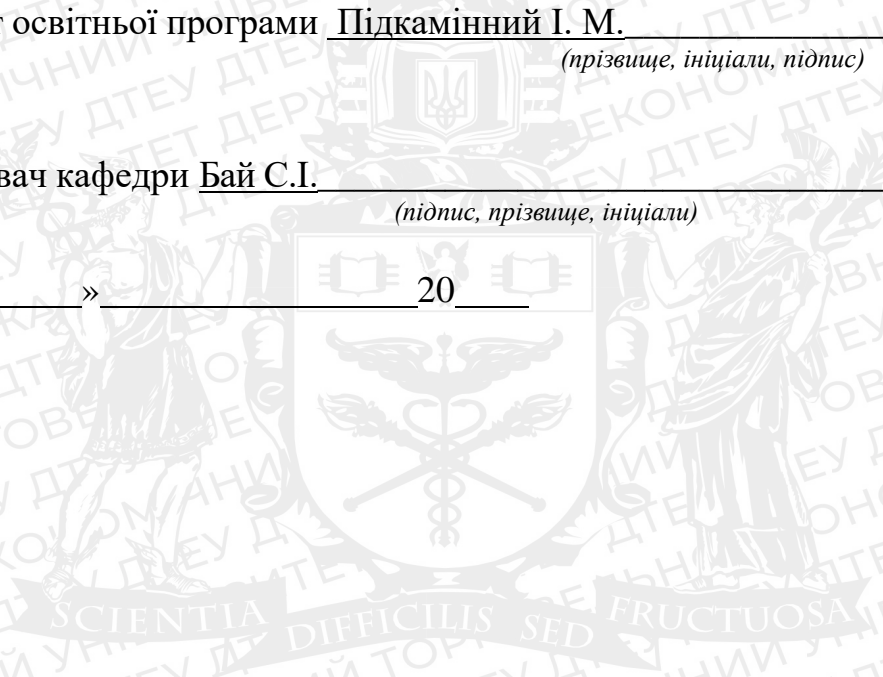 т освітньої програми Підкамінний І. М.
(прізвище, ініціали, підпис)
вач кафедри Бай С.І.
(підпис, прізвище, ініціали)
»                20
SCIENTIA DIFFICILIS SED FRUCTUOSA